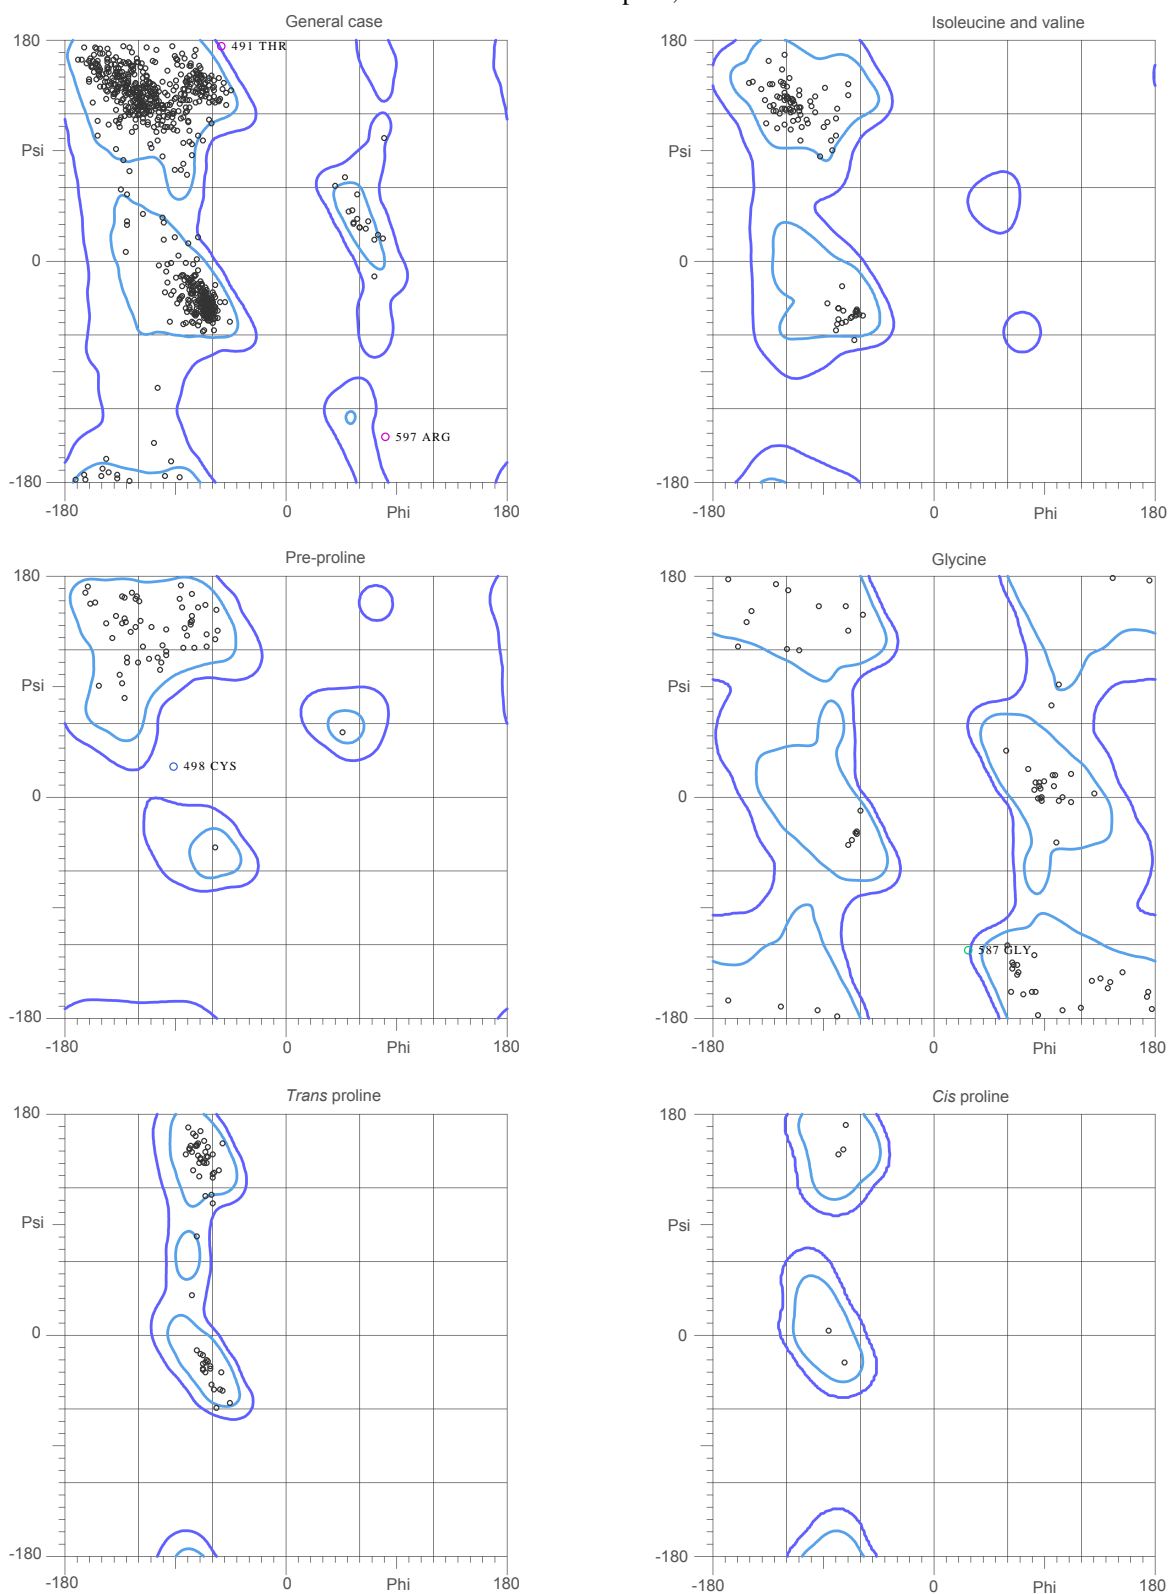 General case
180
491 THR
Psi
0
597 ARG
-180
-180
0
Phi
180
Isoleucine and valine
180
Psi
0
-180
-180
0
Phi
180
Pre-proline
180
Psi
498 CYS
0
-180
-180
0
Phi
180
Glycine
180
Psi
0
587 GLY
-180
-180
0
Phi
180
Trans proline
180
Psi
0
-180
-180
0
Phi
180
Cis proline
180
Psi
0
-180
-180
0
Phi
180